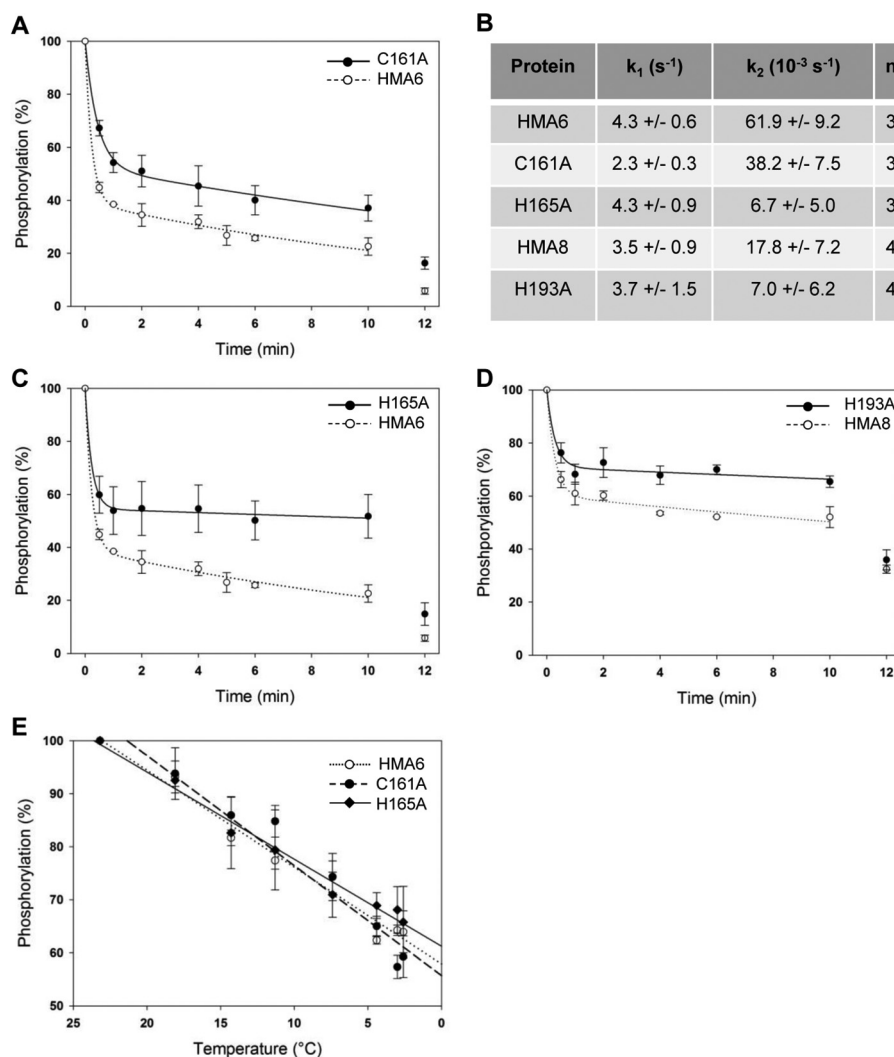 A
Phosphorylation (%)
100
80
60
40
20
0
C161A
HMA6
0 2 4 6 8 10 12
Time (min)
B
Protein k₁ (s⁻¹) k₂ (10⁻³ s⁻¹) n
HMA6 4.3 +/- 0.6 61.9 +/- 9.2 3
C161A 2.3 +/- 0.3 38.2 +/- 7.5 3
H165A 4.3 +/- 0.9 6.7 +/- 5.0 3
HMA8 3.5 +/- 0.9 17.8 +/- 7.2 4
H193A 3.7 +/- 1.5 7.0 +/- 6.2 4
C
Phosphorylation (%)
100
80
60
40
20
0
H165A
HMA6
0 2 4 6 8 10 12
Time (min)
D
Phoshporylation (%)
100
80
60
40
20
0
H193A
HMA8
0 2 4 6 8 10 12
Time (min)
E
Phosphorylation (%)
100
90
80
70
60
50
HMA6
C161A
H165A
25 20 15 10 5 0
Temperature (°C)